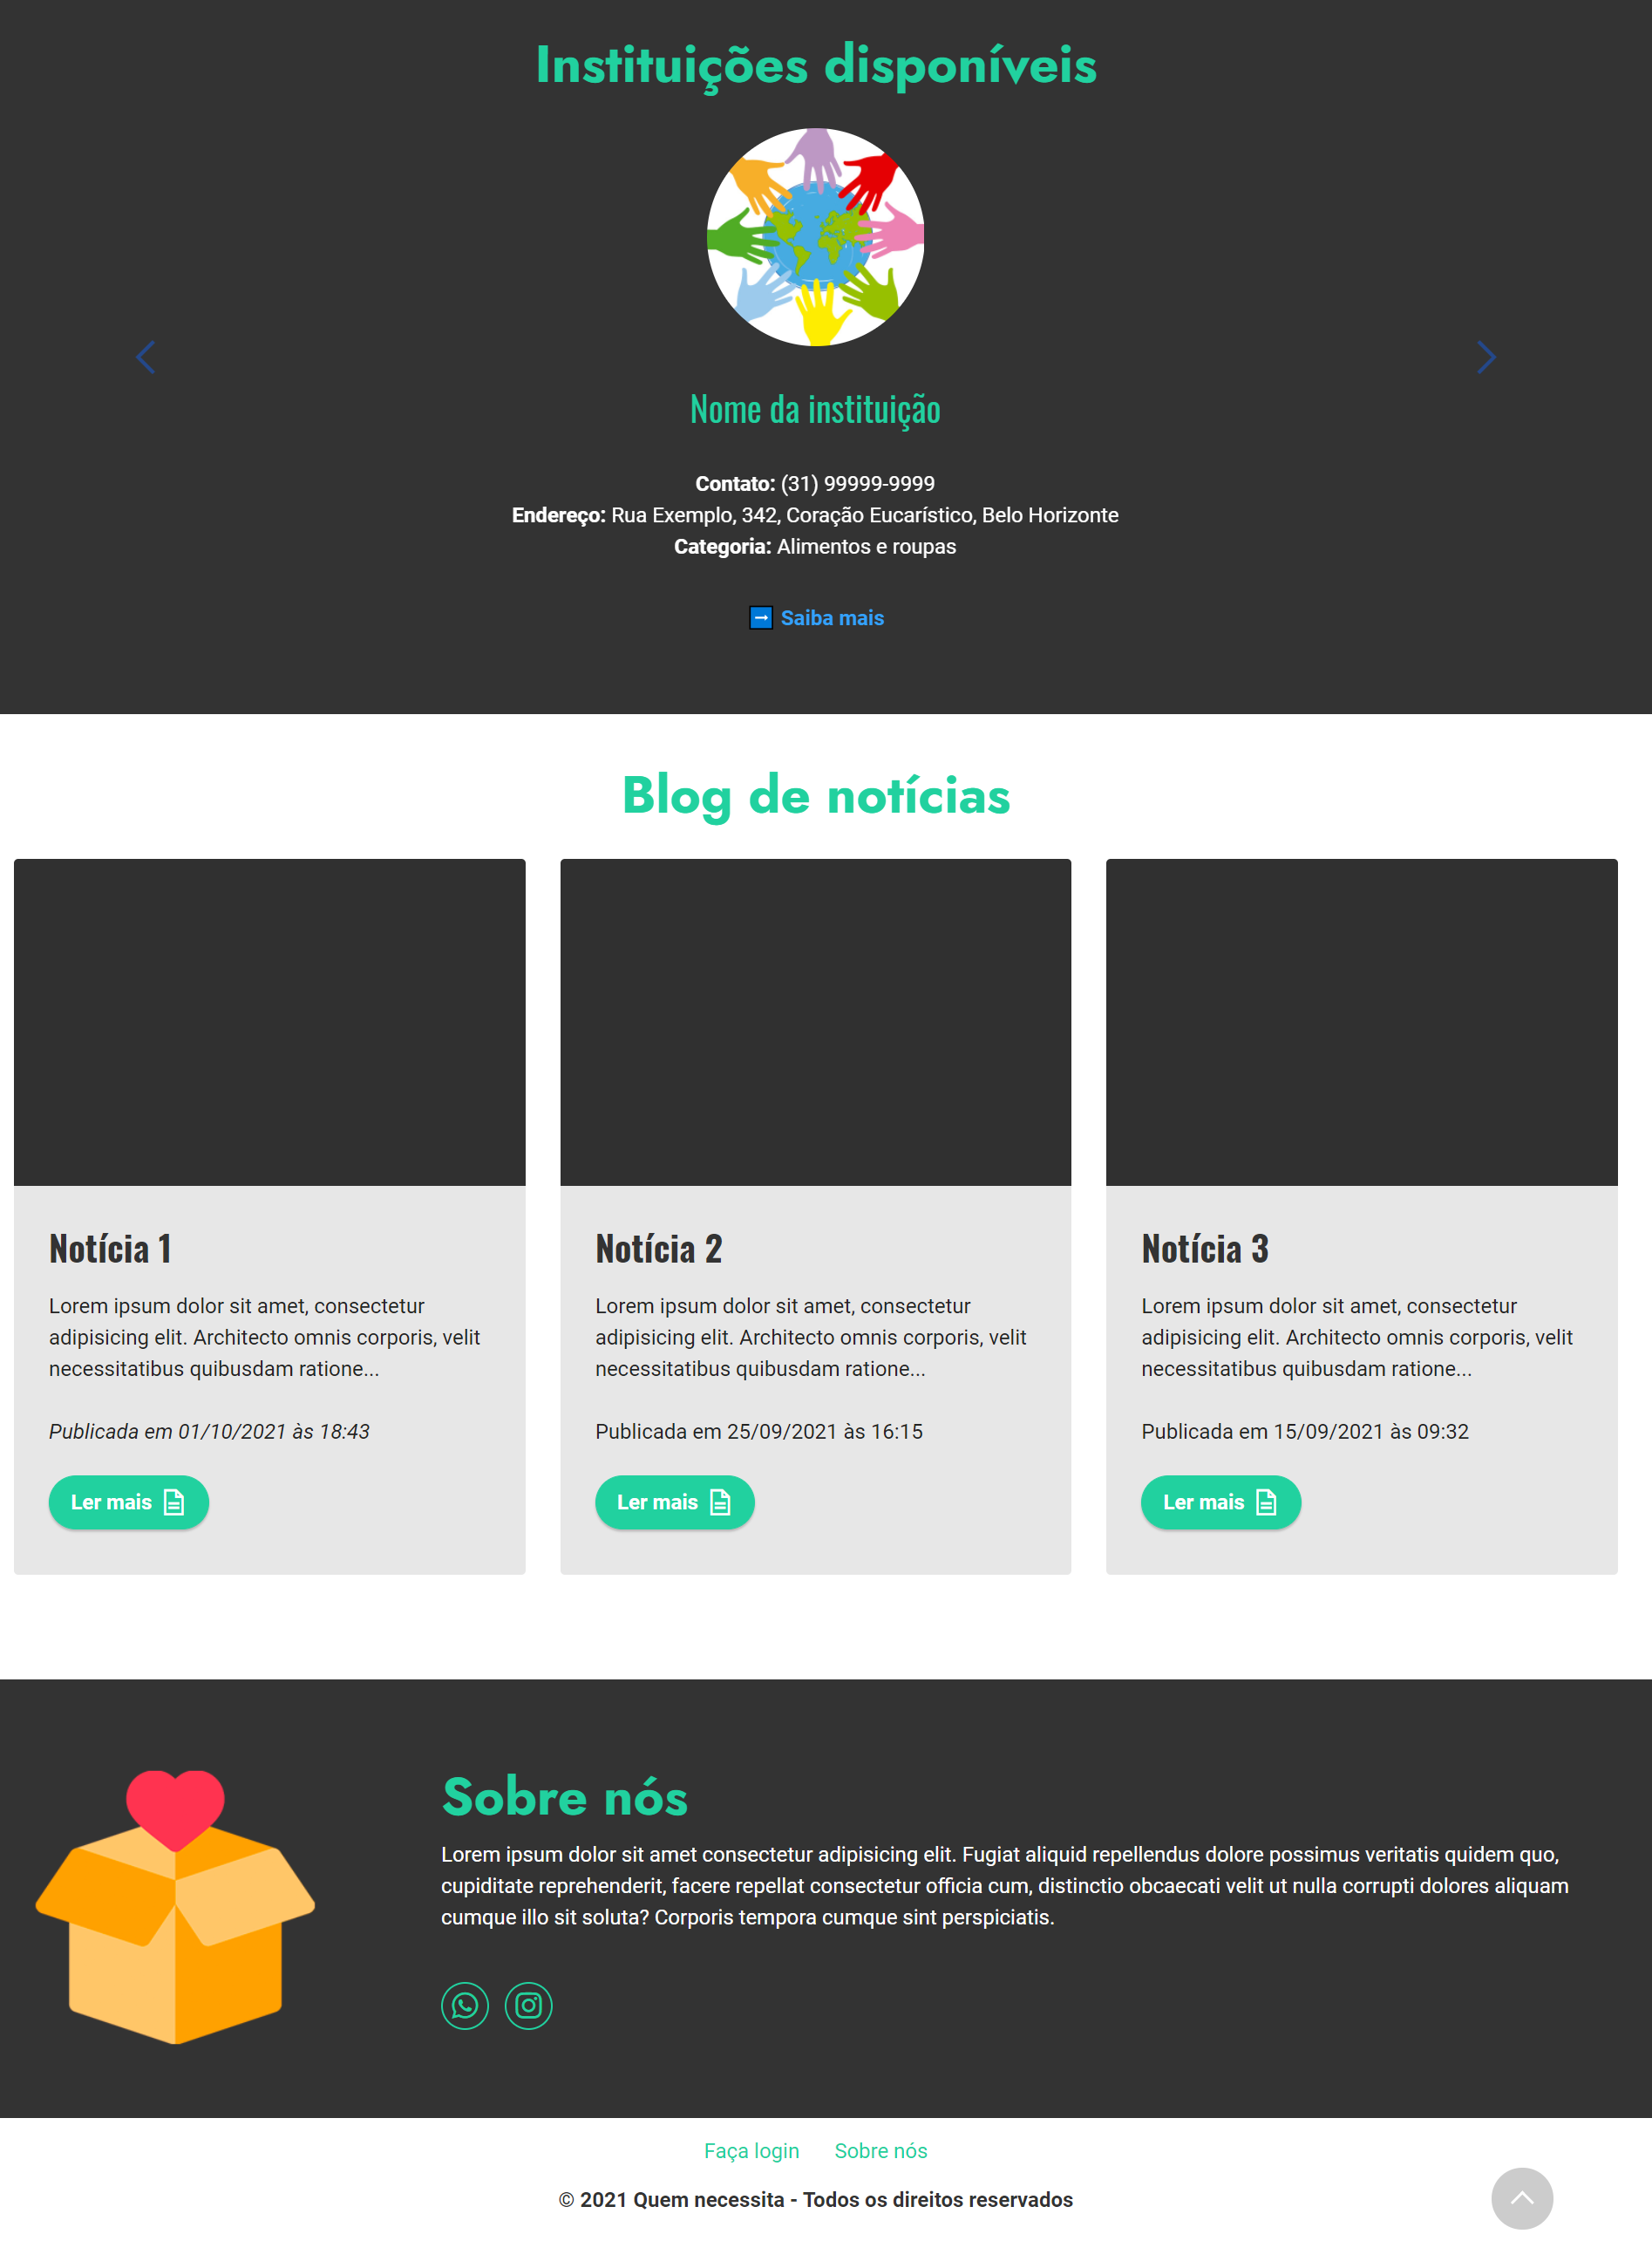 Instituições disponíveis
Nome da instituição
Contato: (31) 99999-9999
Endereço: Rua Exemplo, 342, Coração Eucarístico, Belo Horizonte
Categoria: Alimentos e roupas
Saiba mais
Blog de notícias
Notícia 1
Lorem ipsum dolor sit amet, consectetur
adipisicing elit. Architecto omnis corporis, velit
necessitatibus quibusdam ratione...
Publicada em 01/10/2021 às 18:43
Ler mais
Notícia 2
Lorem ipsum dolor sit amet, consectetur
adipisicing elit. Architecto omnis corporis, velit
necessitatibus quibusdam ratione...
Publicada em 25/09/2021 às 16:15
Ler mais
Notícia 3
Lorem ipsum dolor sit amet, consectetur
adipisicing elit. Architecto omnis corporis, velit
necessitatibus quibusdam ratione...
Publicada em 15/09/2021 às 09:32
Ler mais
Sobre nós
Lorem ipsum dolor sit amet consectetur adipisicing elit. Fugiat aliquid repellendus dolore possimus veritatis quidem quo,
cupiditate reprehenderit, facere repellat consectetur officia cum, distinctio obcaecati velit ut nulla corrupti dolores aliquam
cumque illo sit soluta? Corporis tempora cumque sint perspiciatis.
Faça login Sobre nós
© 2021 Quem necessita - Todos os direitos reservados